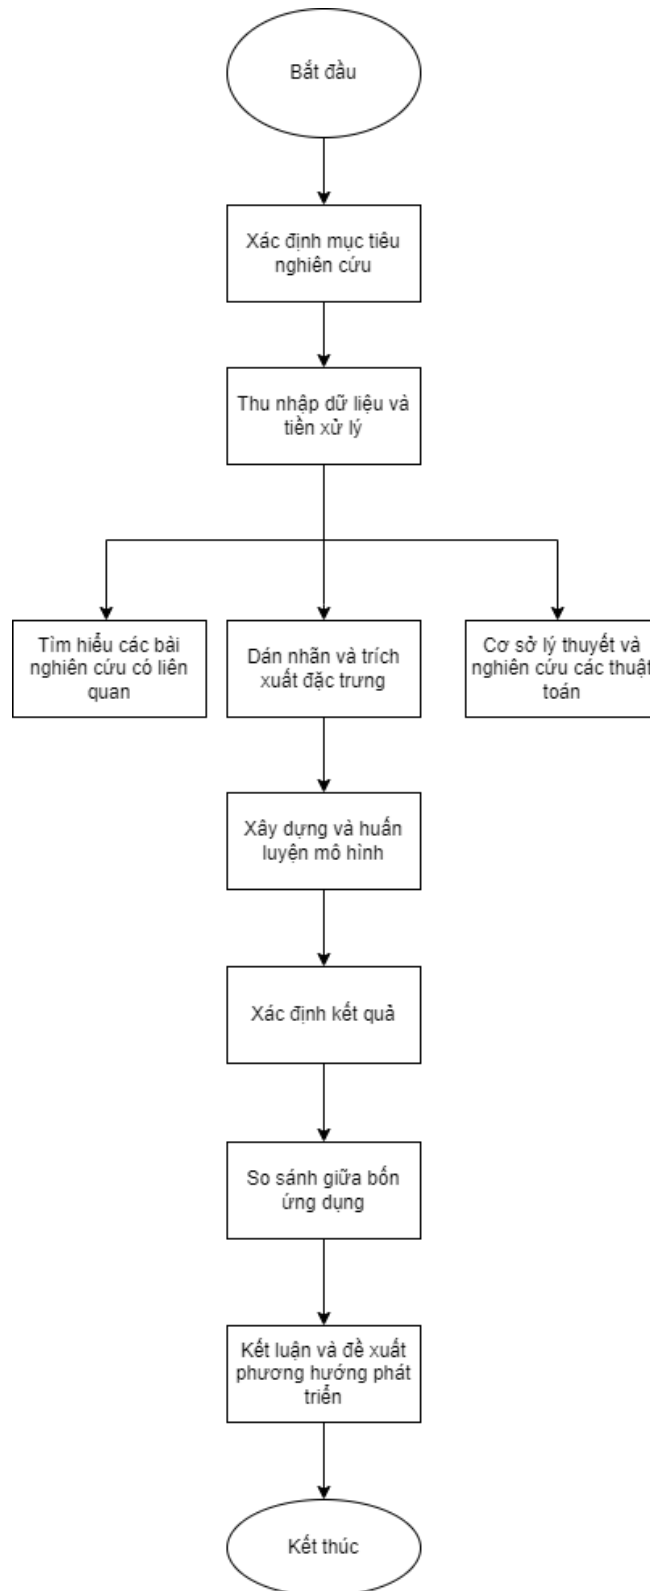 Bắt đầu
Xác định mục tiêu
nghiên cứu
Thu nhập dữ liệu và
tiền xử lý
Tìm hiểu các bài
nghiên cứu có liên
quan
Dán nhãn và trích
xuất đặc trưng
Cơ sở lý thuyết và
nghiên cứu các thuật
toán
Xây dựng và huấn
luyện mô hình
Xác định kết quả
So sánh giữa bốn
ứng dụng
Kết luận và đề xuất
phương hướng phát
triển
Kết thúc